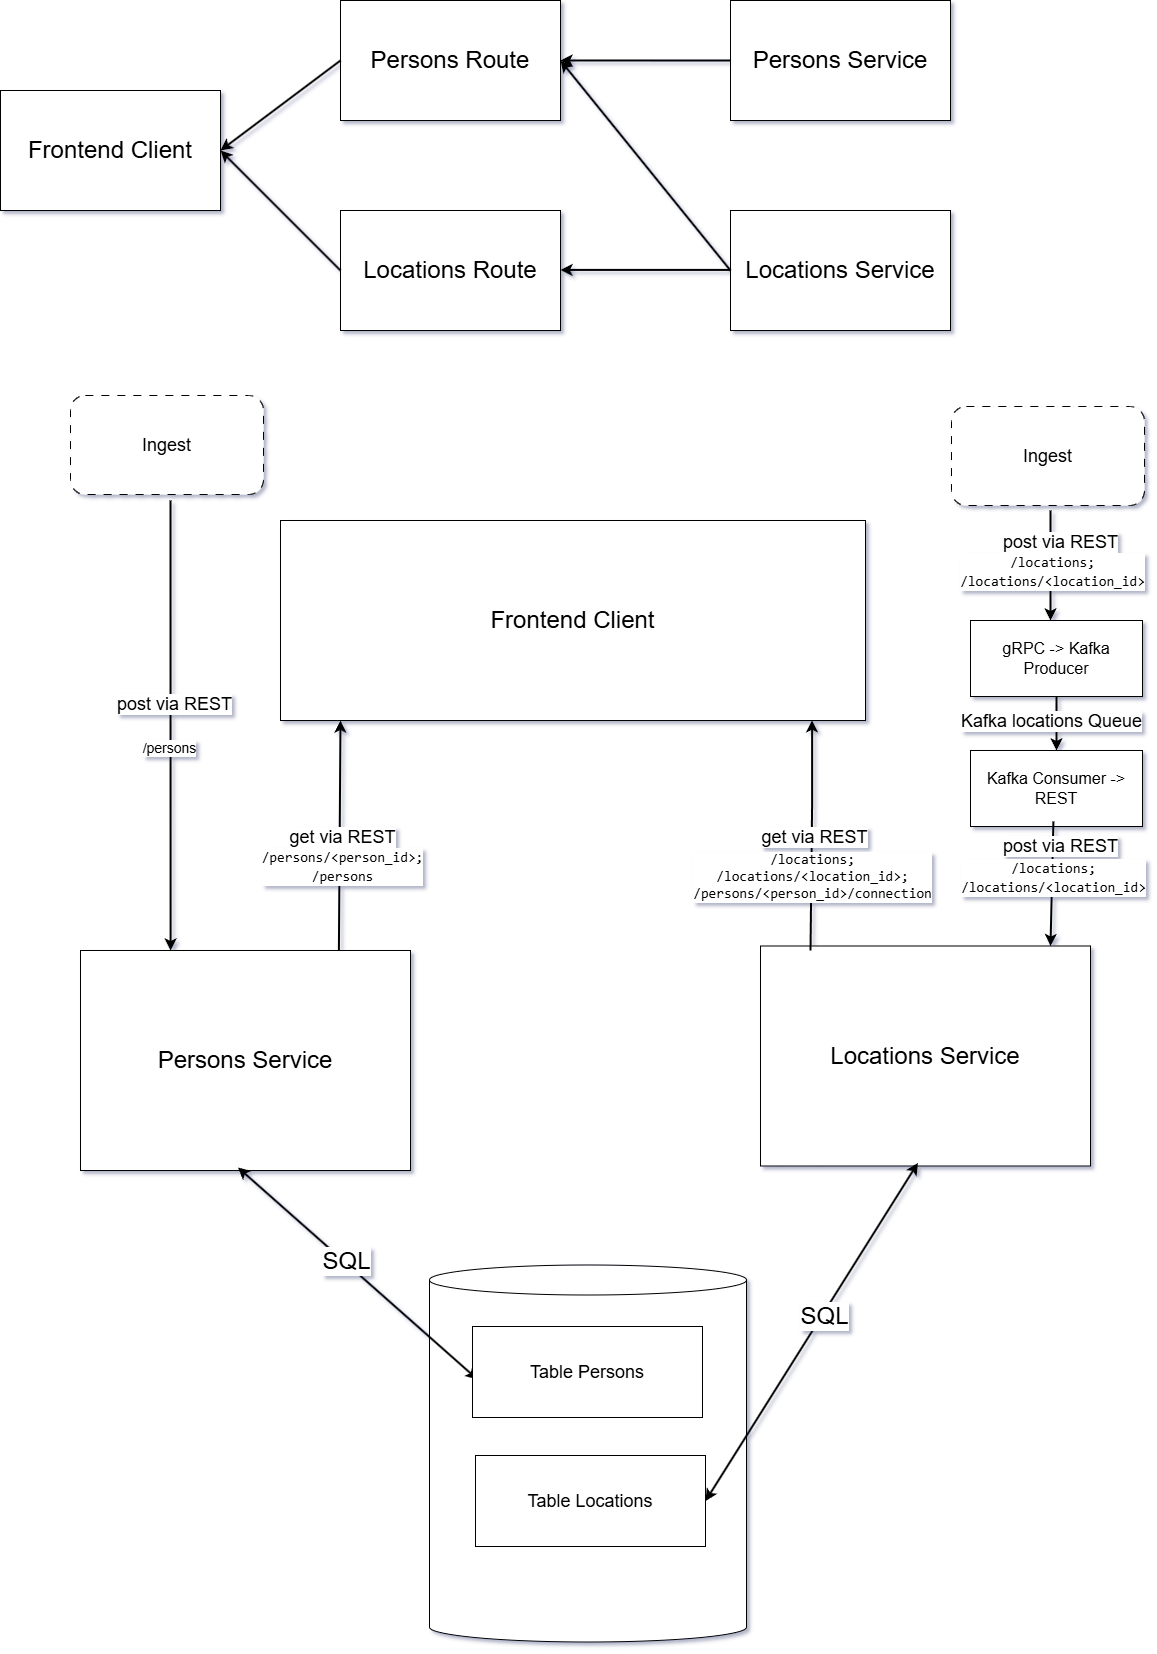 Persons Route
Persons Service
Frontend Client
Locations Route
Locations Service
Ingest
Ingest
post via REST
/locations;
/locations/<location_id>
Frontend Client
gRPC -> Kafka
Producer
post via REST
/persons
Kafka locations Queue
Kafka Consumer ->
REST
get via REST
/persons/<person_id>;
/persons
get via REST
/locations;
/locations/<location_id>;
/persons/<person_id>/connection
post via REST
/locations;
/locations/<location_id>
Persons Service
Locations Service
SQL
SQL
Table Persons
Table Locations